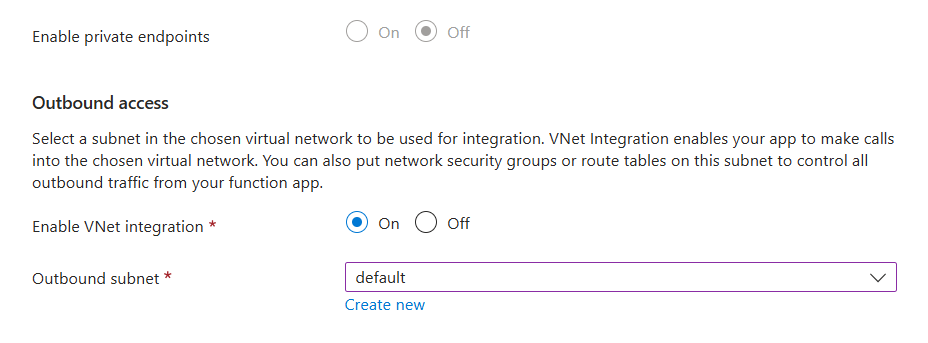 Enable private endpoints On Off
Outbound access
Select a subnet in the chosen virtual network to be used for integration. VNet Integration enables your app to make calls
into the chosen virtual network. You can also put network security groups or route tables on this subnet to control all
outbound traffic from your function app.
Enable VNet integration * On Off
Outbound subnet * default
Create new